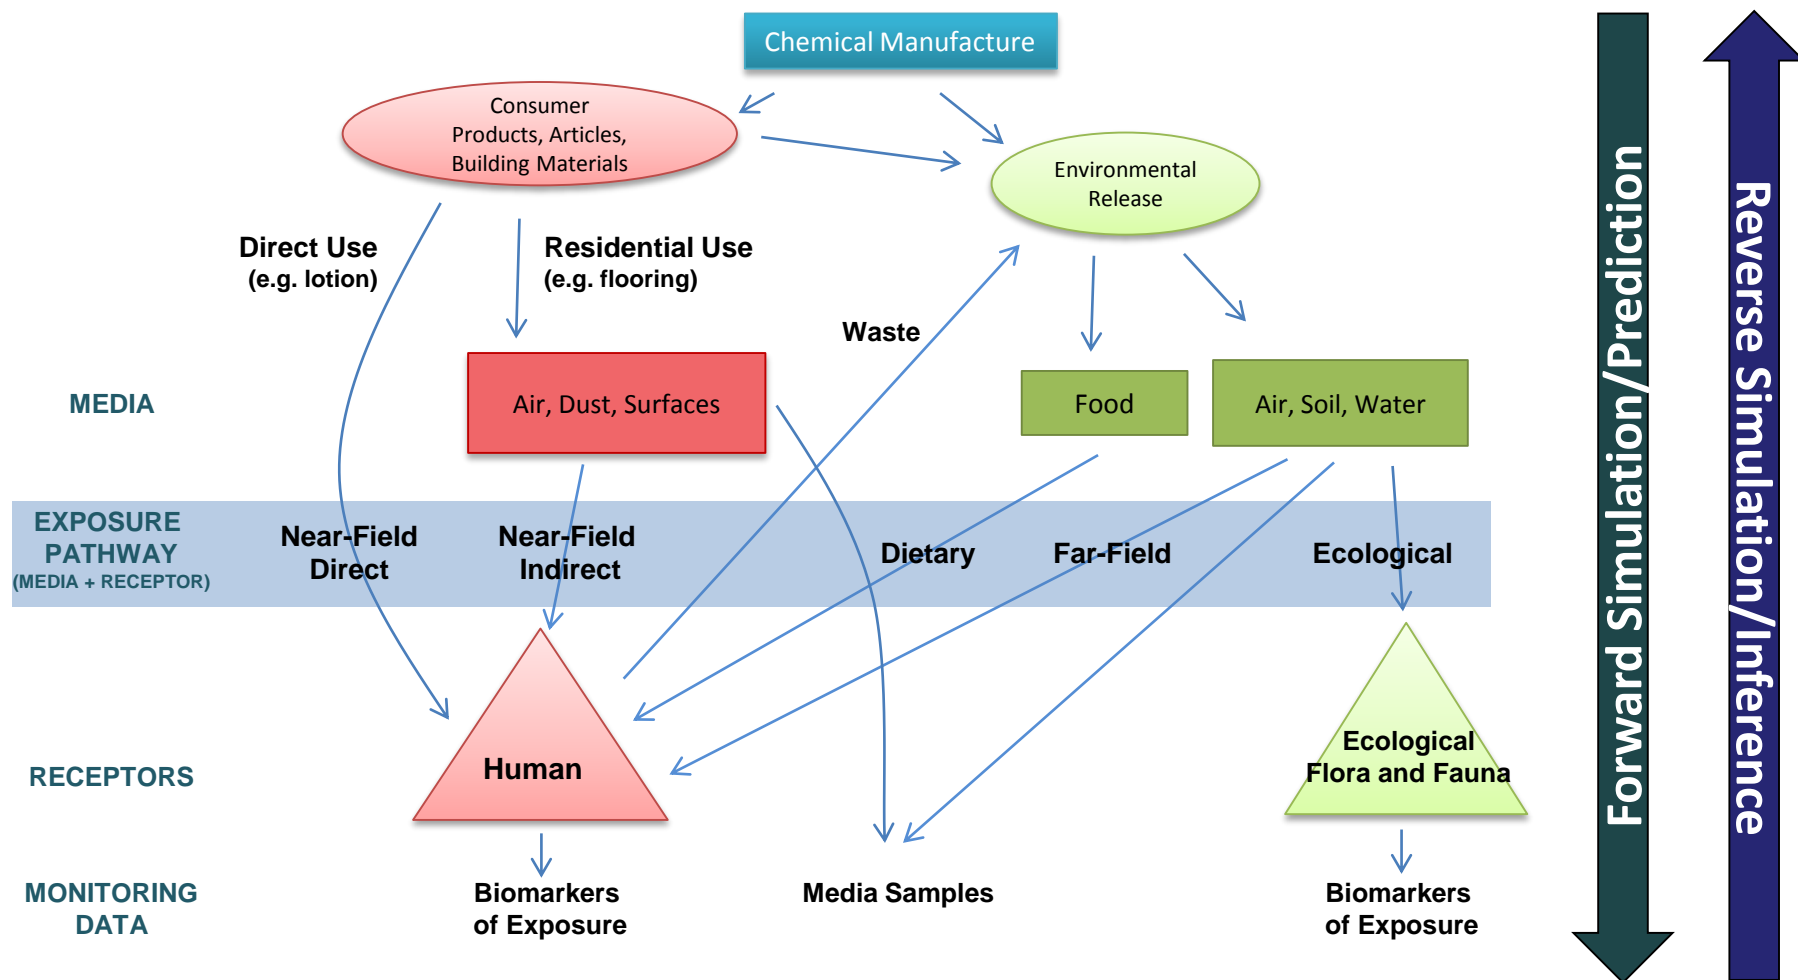 Chemical Manufacture
Consumer
Products, Articles,
Building Materials
Environmental
Release
Direct Use
(e.g. lotion)
Residential Use
(e.g. flooring)
Waste
MEDIA
Air, Dust, Surfaces
Food
Air, Soil, Water
EXPOSURE
PATHWAY
(MEDIA + RECEPTOR)
Near-Field
Direct
Near-Field
Indirect
Dietary
Far-Field
Ecological
RECEPTORS
Human
Ecological
Flora and Fauna
MONITORING
DATA
Biomarkers
of Exposure
Media Samples
Biomarkers
of Exposure
Forward Simulation/Prediction
Reverse Simulation/Inference